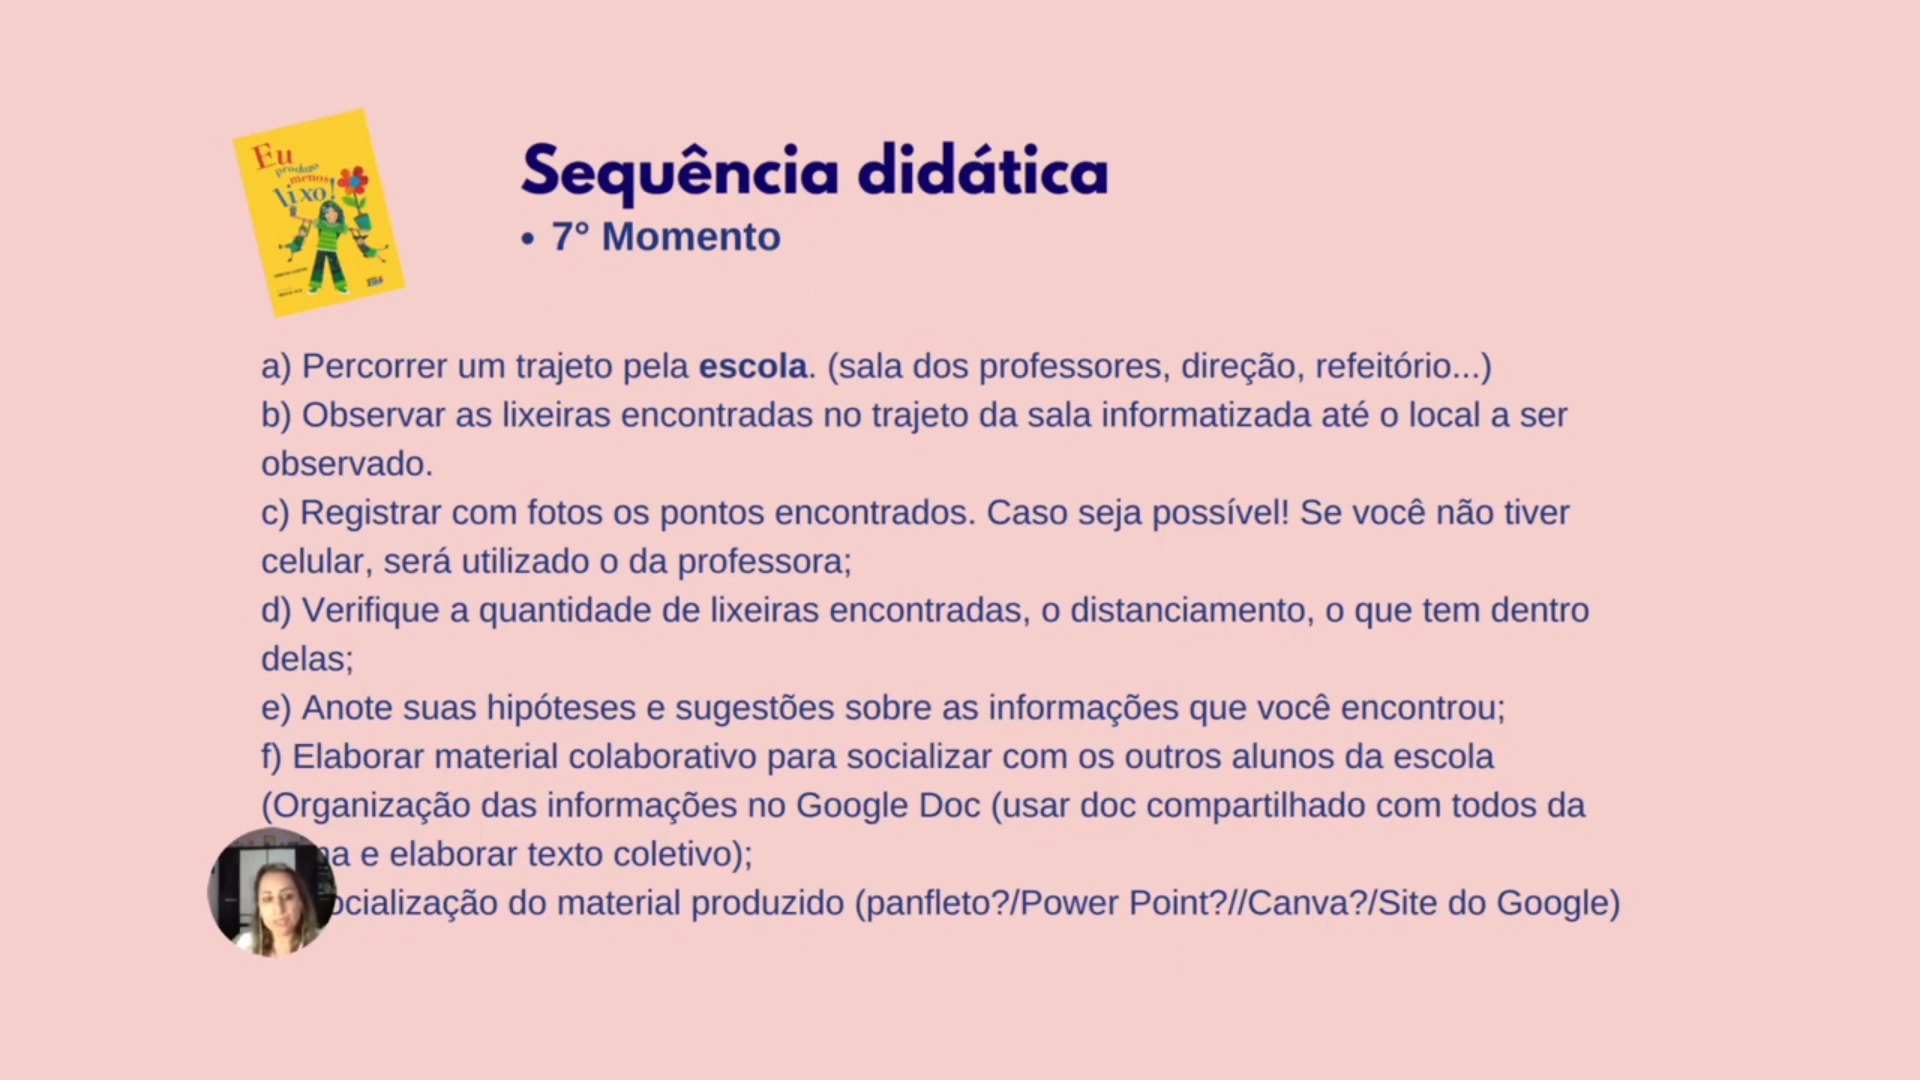 Eu
produzo
menos
lixo!
Sequência didática
• 7° Momento
a) Percorrer um trajeto pela escola. (sala dos professores, direção, refeitório...)
b) Observar as lixeiras encontradas no trajeto da sala informatizada até o local a ser
observado.
c) Registrar com fotos os pontos encontrados. Caso seja possível! Se você não tiver
celular, será utilizado o da professora;
d) Verifique a quantidade de lixeiras encontradas, o distanciamento, o que tem dentro
delas;
e) Anote suas hipóteses e sugestões sobre as informações que você encontrou;
f) Elaborar material colaborativo para socializar com os outros alunos da escola
(Organização das informações no Google Doc (usar doc compartilhado com todos da
e elaborar texto coletivo);
ocialização do material produzido (panfleto?/Power Point?//Canva?/Site do Google)